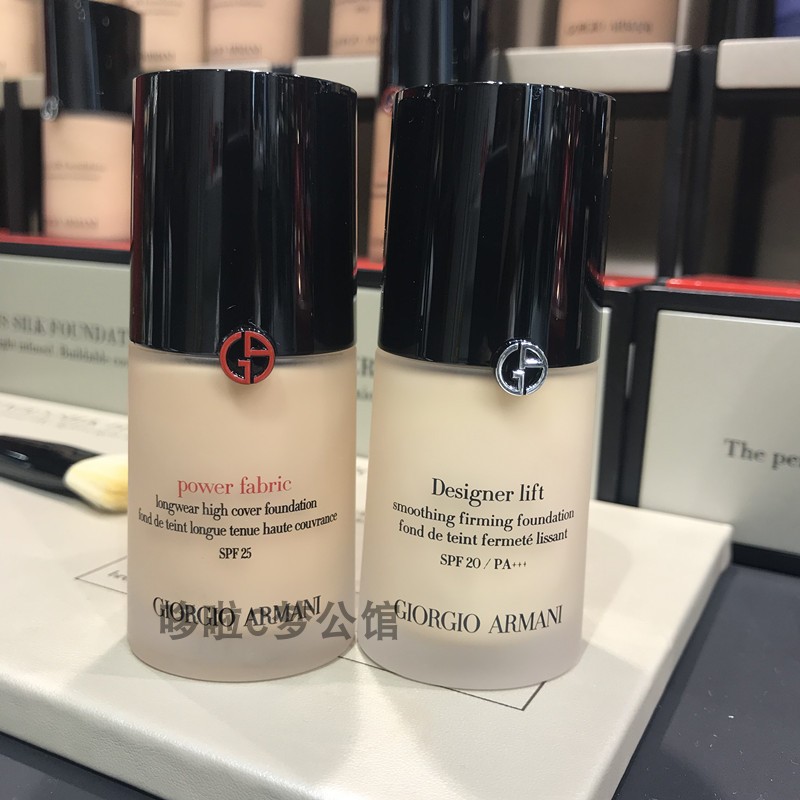 power fabric
longwear high cover foundation
fond de teint longue tenue haute couvrance
SPF 25
GIORGIO ARMANI
Designer lift
smoothing firming foundation
fond de teint fermeté lissant
SPF 20 / PA+++
GIORGIO ARMANI
哆啦c梦公馆
SILK FOUNDAT
The pe